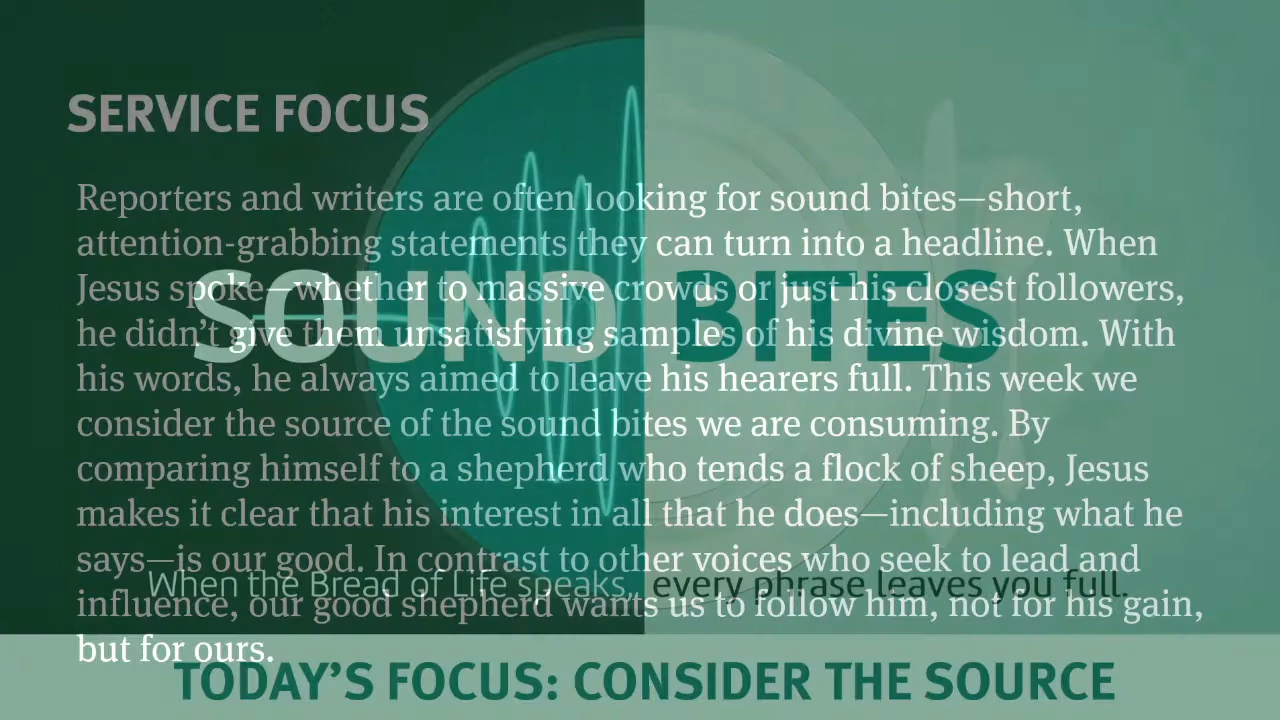 SERVICE FOCUS
Reporters and writers are often looking for sound bites—short,
attention-grabbing statements they can turn into a headline. When
Jesus spoke—whether to massive crowds or just his closest followers,
he didn’t give them unsatisfying samples of his divine wisdom. With
his words, he always aimed to leave his hearers full. This week we
consider the source of the sound bites we are consuming. By
comparing himself to a shepherd who tends a flock of sheep, Jesus
makes it clear that his interest in all that he does—including what he
says—is our good. In contrast to other voices who seek to lead and
influence, our good shepherd wants us to follow him, not for his gain,
but for ours.
SOUND BITES
When the Bread of Life speaks, every phrase leaves you full.
TODAY’S FOCUS: CONSIDER THE SOURCE